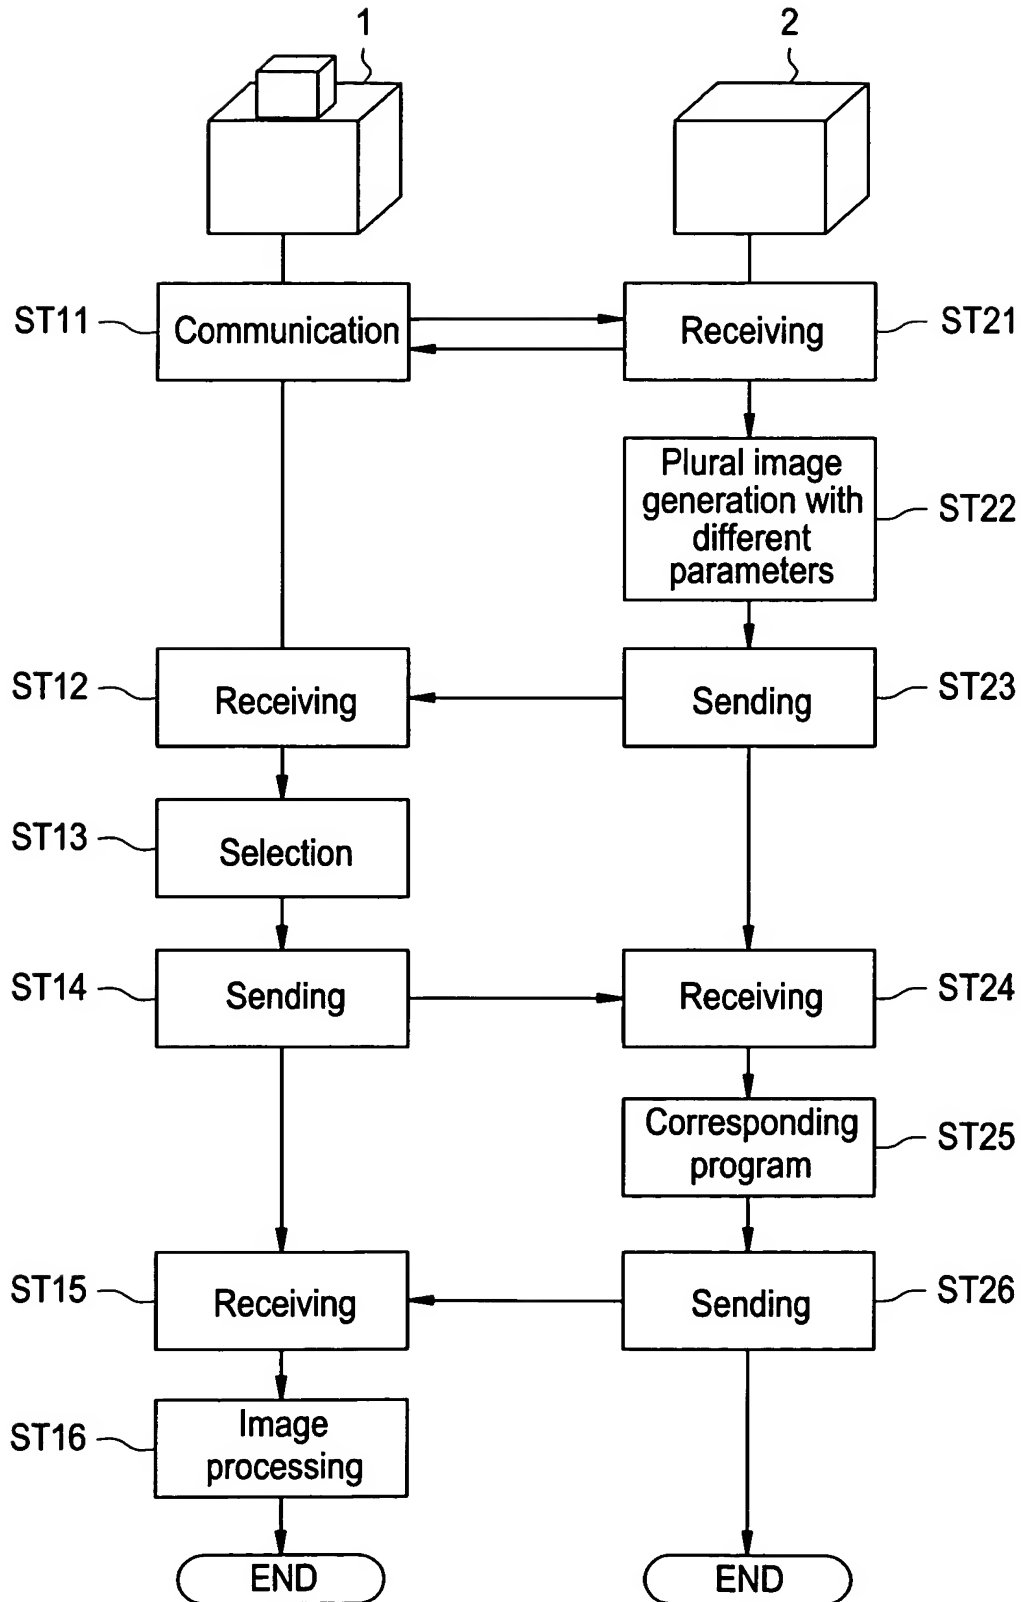 1
2
ST11
Communication
Receiving
ST21
Plural image
generation with
different
parameters
ST22
ST12
Receiving
Sending
ST23
ST13
Selection
ST14
Sending
Receiving
ST24
Corresponding
program
ST25
ST15
Receiving
Sending
ST26
ST16
Image
processing
END
END